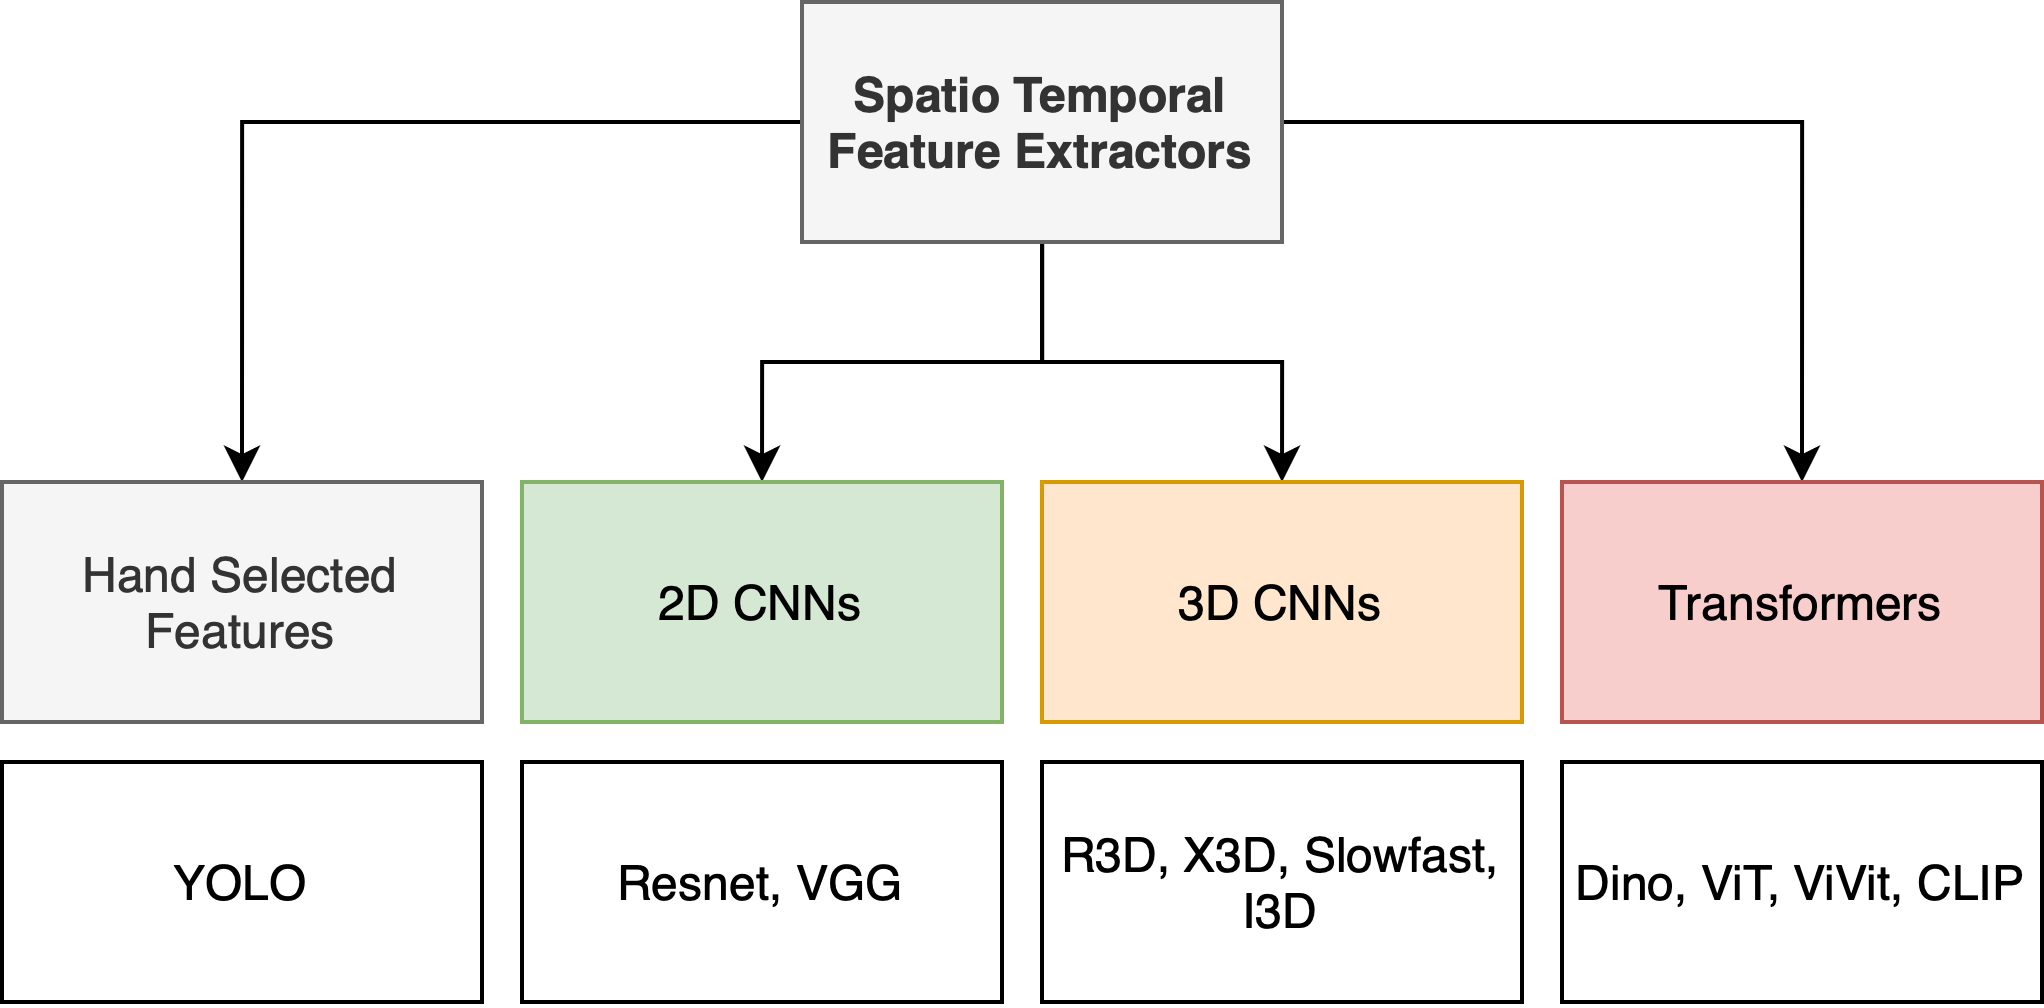 Spatio Temporal
Feature Extractors
Hand Selected
Features
2D CNNs
3D CNNs
Transformers
YOLO
Resnet, VGG
R3D, X3D, Slowfast,
I3D
Dino, ViT, ViVit, CLIP